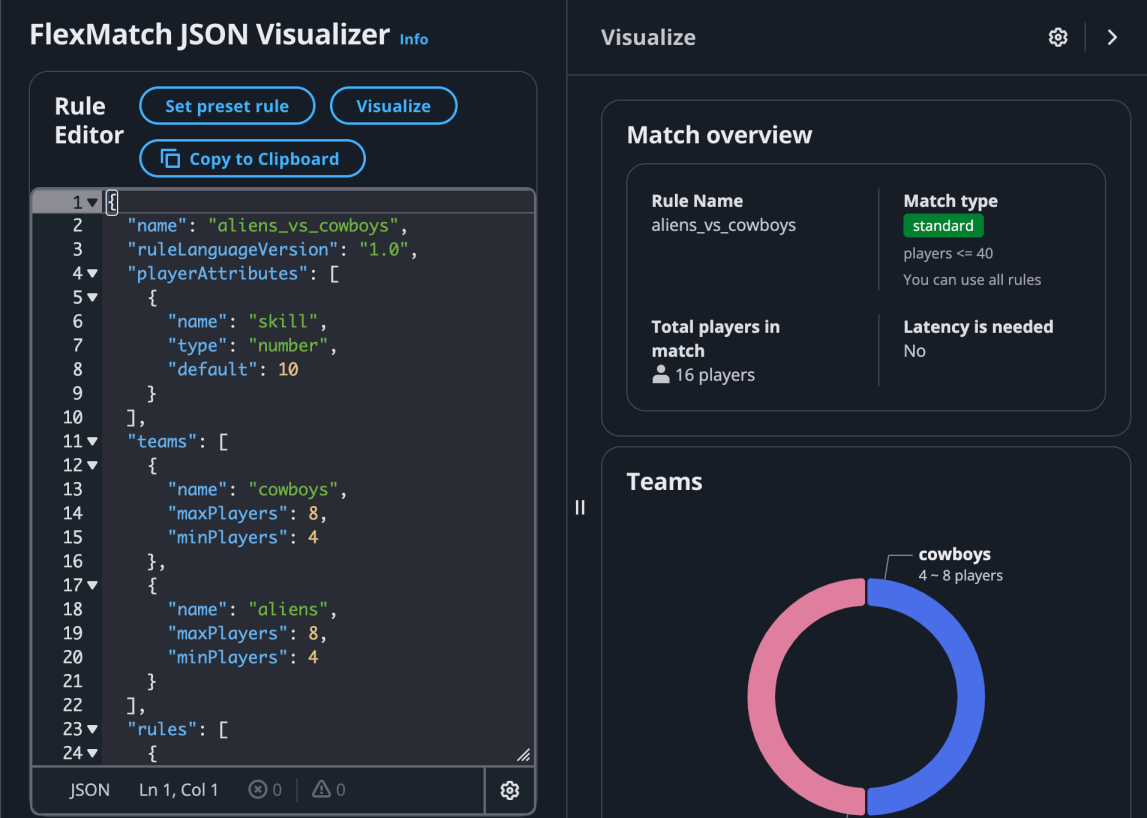 FlexMatch JSON Visualizer Info
Rule
Editor
Set preset rule
Visualize
Copy to Clipboard
1 {
2 "name": "aliens_vs_cowboys",
3 "ruleLanguageVersion": "1.0",
4 "playerAttributes": [
5 {
6 "name": "skill",
7 "type": "number",
8 "default": 10
9 }
10 ],
11 "teams": [
12 {
13 "name": "cowboys",
14 "maxPlayers": 8,
15 "minPlayers": 4
16 },
17 {
18 "name": "aliens",
19 "maxPlayers": 8,
20 "minPlayers": 4
21 }
22 ],
23 "rules": [
24 {
JSON Ln 1, Col 1 0 0
Visualize
Match overview
Rule Name
aliens_vs_cowboys
Match type
standard
players <= 40
You can use all rules
Total players in
match
16 players
Latency is needed
No
Teams
cowboys
4 ~ 8 players